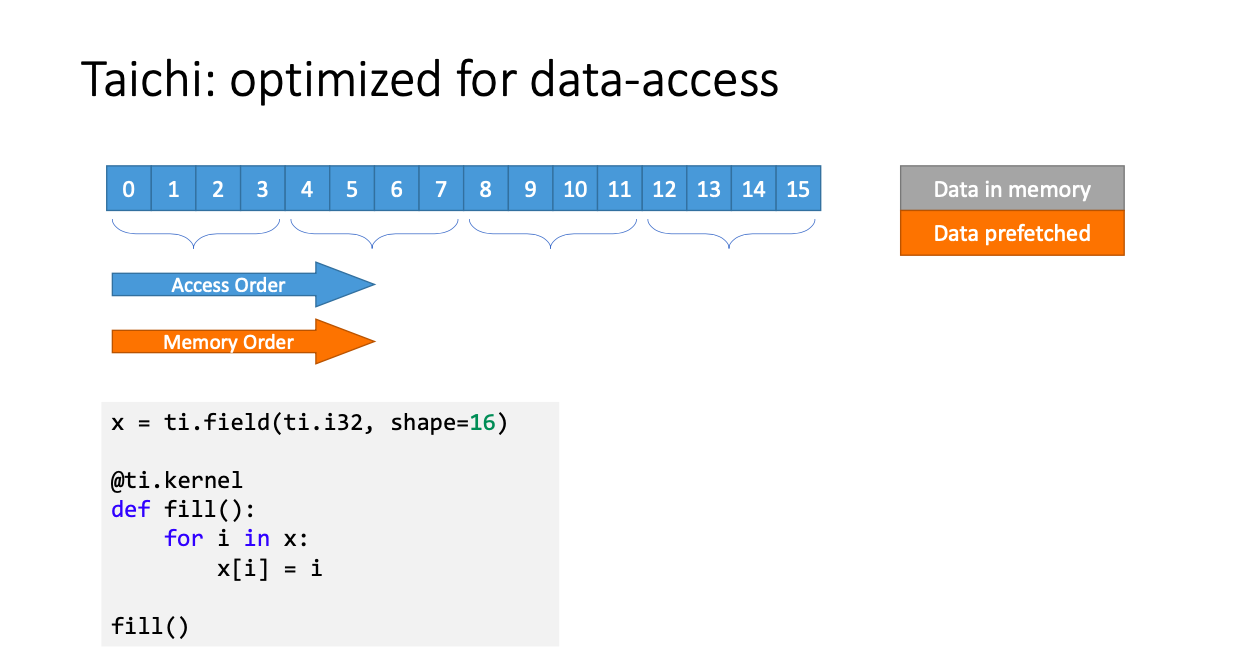 Taichi: optimized for data-access
0 1 2 3 4 5 6 7 8 9 10 11 12 13 14 15
Data in memory
Data prefetched
Access Order
Memory Order
x = ti.field(ti.i32, shape=16)
@ti.kernel
def fill():
    for i in x:
        x[i] = i
fill()